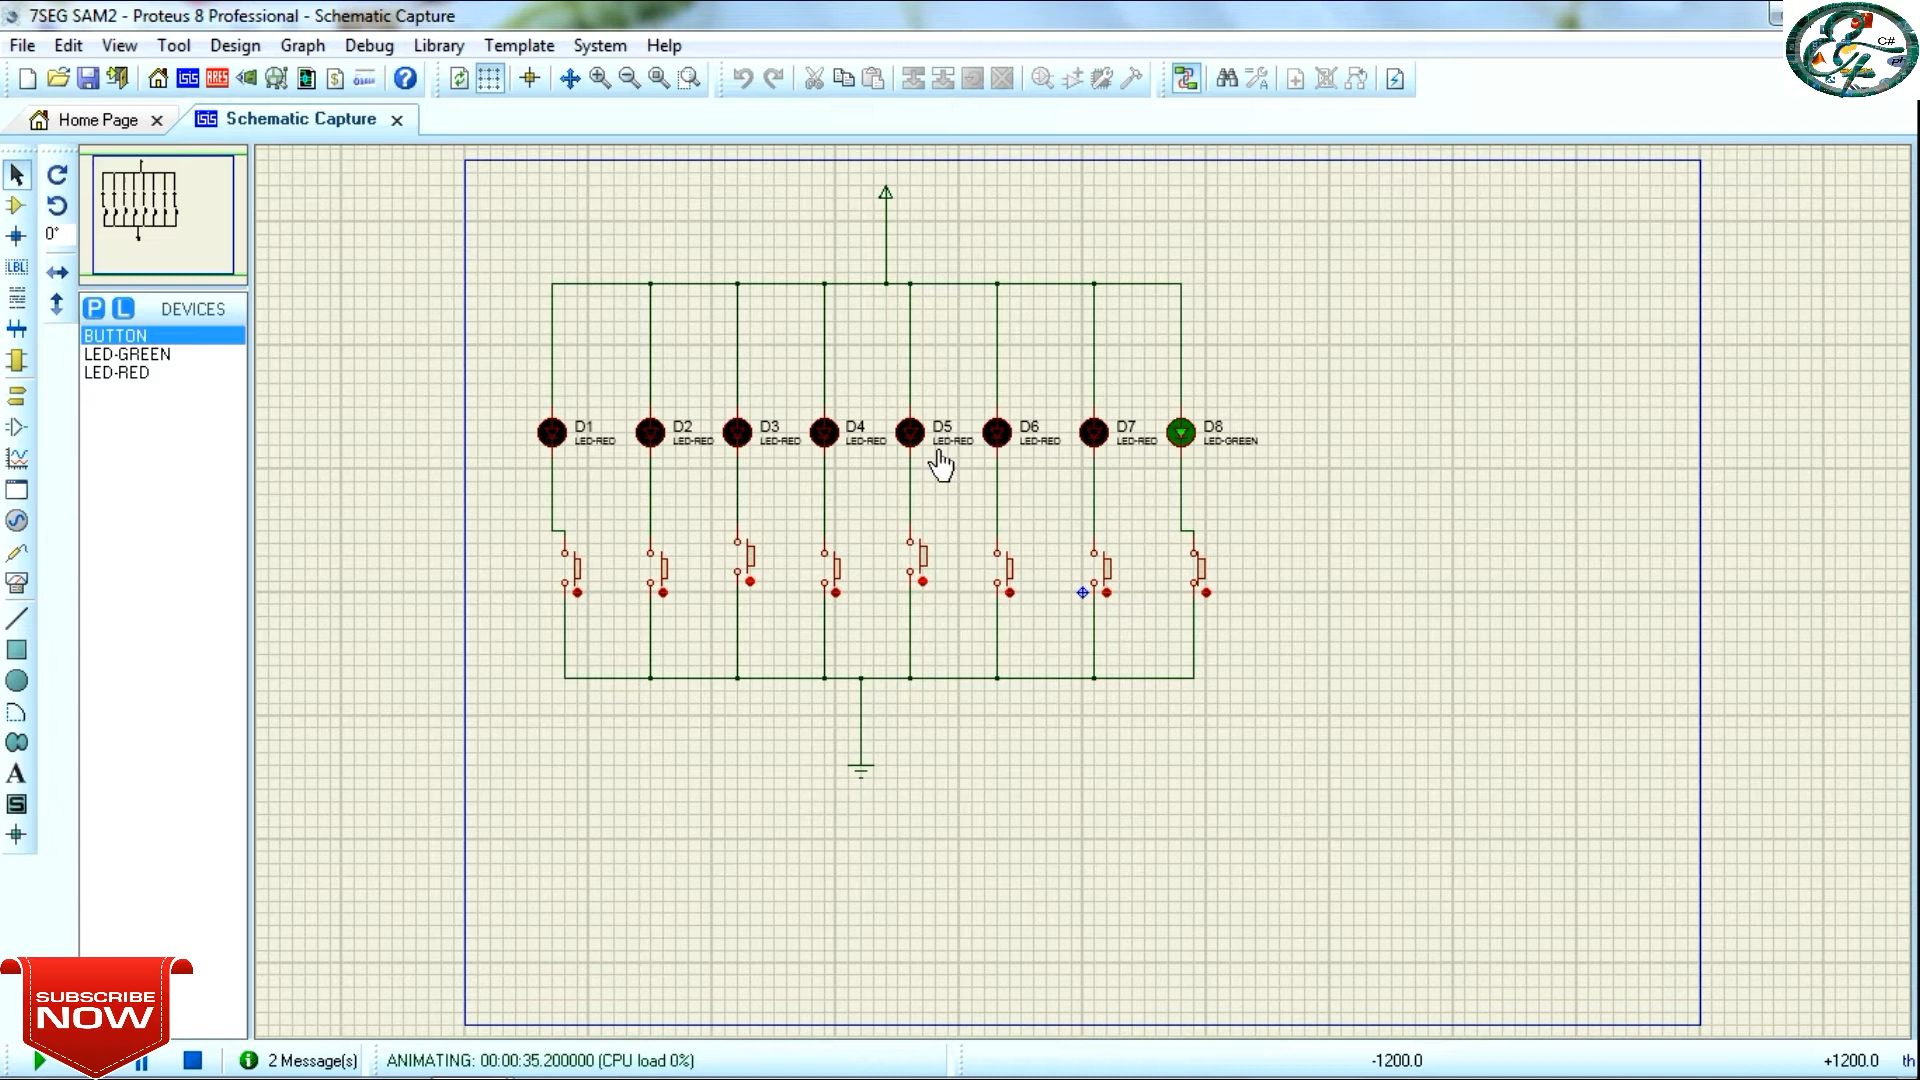 7SEG SAM2 - Proteus 8 Professional - Schematic Capture
File Edit View Tool Design Graph Debug Library Template System Help
C#
Home Page
Schematic Capture
0°
LBL
P L DEVICES
BUTTON
LED-GREEN
LED-RED
D1 D2 D3 D4 D5 D6 D7 D8
LED-RED LED-RED LED-RED LED-RED LED-RED LED-RED LED-RED LED-GREEN
A
S
SUBSCRIBE
NOW
2 Message(s) ANIMATING: 00:00:35.200000 (CPU load 0%) -1200.0 +1200.0 th